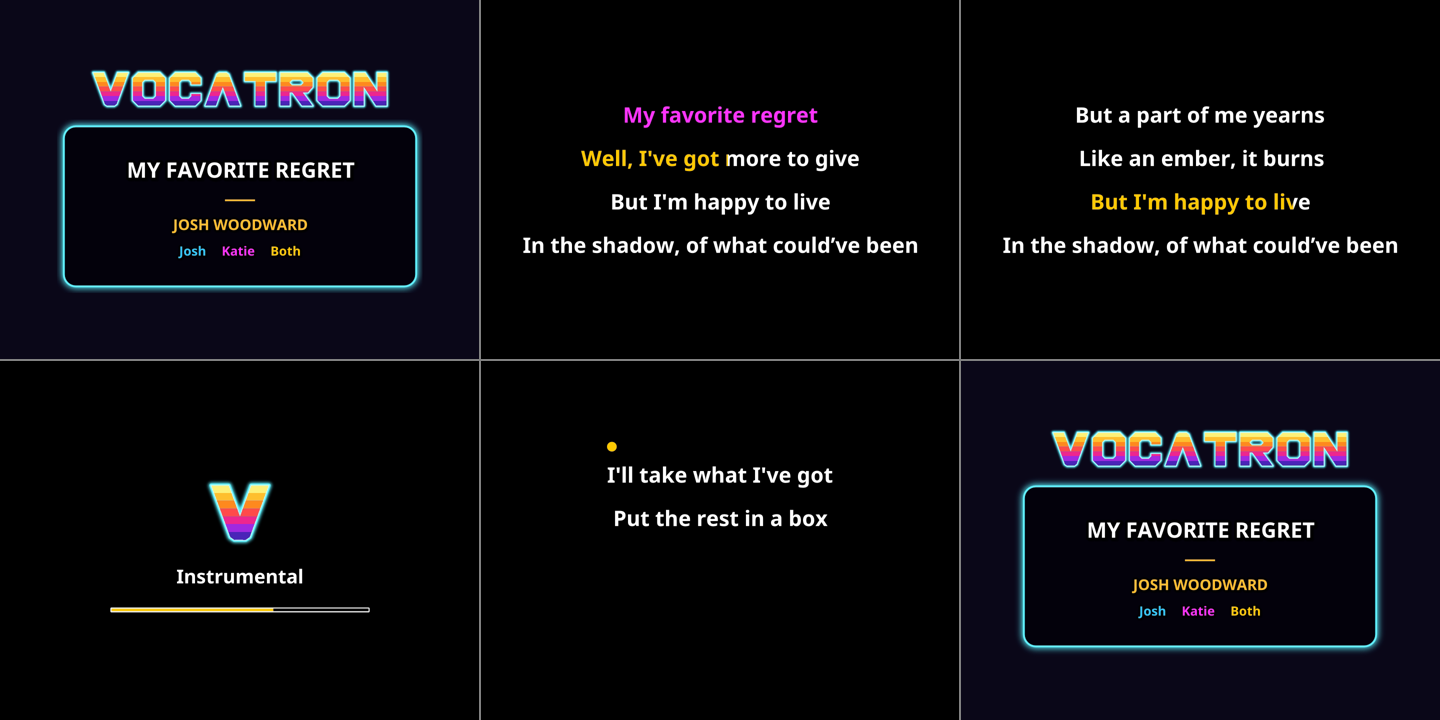 VOCATRON
MY FAVORITE REGRET
JOSH WOODWARD
Josh Katie Both
My favorite regret
Well, I've got more to give
But I'm happy to live
In the shadow, of what could’ve been
But a part of me yearns
Like an ember, it burns
But I'm happy to live
In the shadow, of what could’ve been
V
Instrumental
I'll take what I've got
Put the rest in a box
VOCATRON
MY FAVORITE REGRET
JOSH WOODWARD
Josh Katie Both